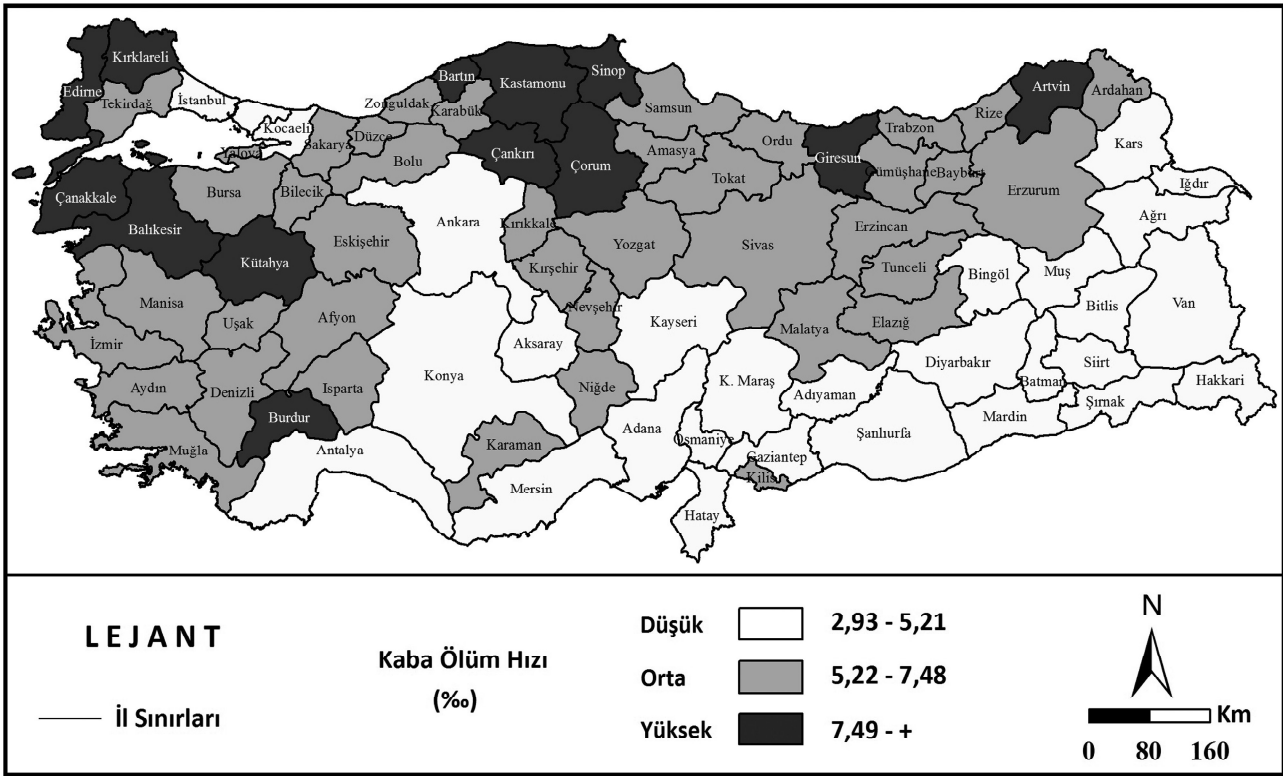 Kırklareli
Edirne
Tekirdağ
İstanbul
Kocaeli
Yalova
Sakarya
Düzce
Zonguldak
Bartın
Karabük
Kastamonu
Sinop
Samsun
Bolu
Çankırı
Çorum
Amasya
Tokat
Ordu
Giresun
Trabzon
Rize
Artvin
Ardahan
Gümüşhane
Bayburt
Kars
Iğdır
Erzurum
Ağrı
Çanakkale
Balıkesir
Bursa
Bilecik
Kütahya
Eskişehir
Ankara
Kırıkkale
Yozgat
Sivas
Erzincan
Tunceli
Bingöl
Muş
Bitlis
Van
Manisa
Uşak
Afyon
Kırşehir
Nevşehir
Kayseri
Malatya
Elazığ
İzmir
Aydın
Denizli
Isparta
Burdur
Konya
Aksaray
Niğde
K. Maraş
Adıyaman
Diyarbakır
Batman
Siirt
Hakkari
Şırnak
Mardin
Şanlıurfa
Muğla
Antalya
Karaman
Mersin
Adana
Osmaniye
Gaziantep
Kilis
Hatay
LEJANT
İl Sınırları
Kaba Ölüm Hızı
(‰)
Düşük 2,93 - 5,21
Orta 5,22 - 7,48
Yüksek 7,49 - +
N
Km
0 80 160